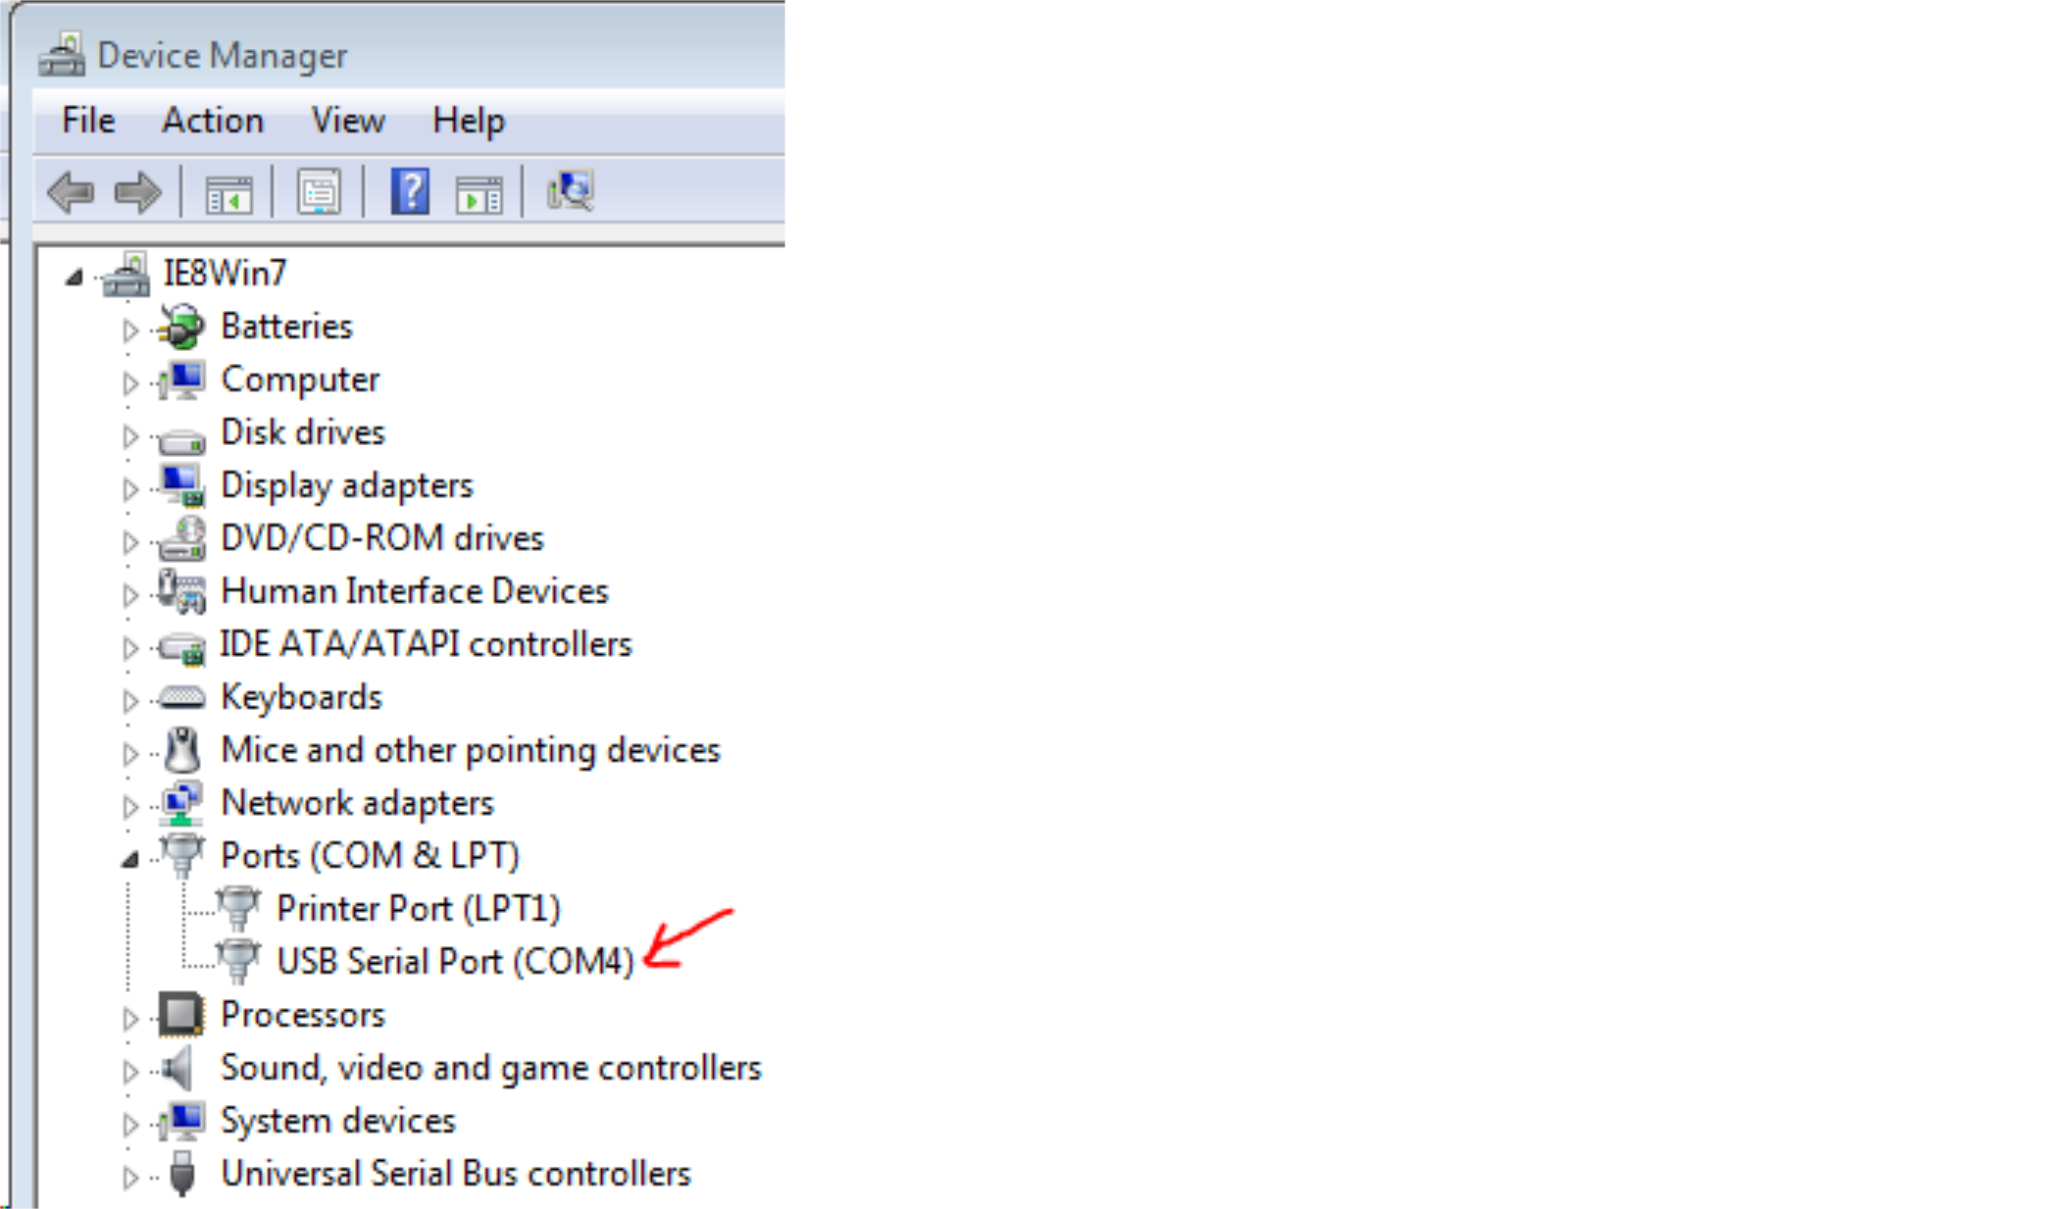 Device Manager
File Action View Help
IE8Win7
Batteries
Computer
Disk drives
Display adapters
DVD/CD-ROM drives
Human Interface Devices
IDE ATA/ATAPI controllers
Keyboards
Mice and other pointing devices
Network adapters
Ports (COM & LPT)
Printer Port (LPT1)
USB Serial Port (COM4)
Processors
Sound, video and game controllers
System devices
Universal Serial Bus controllers